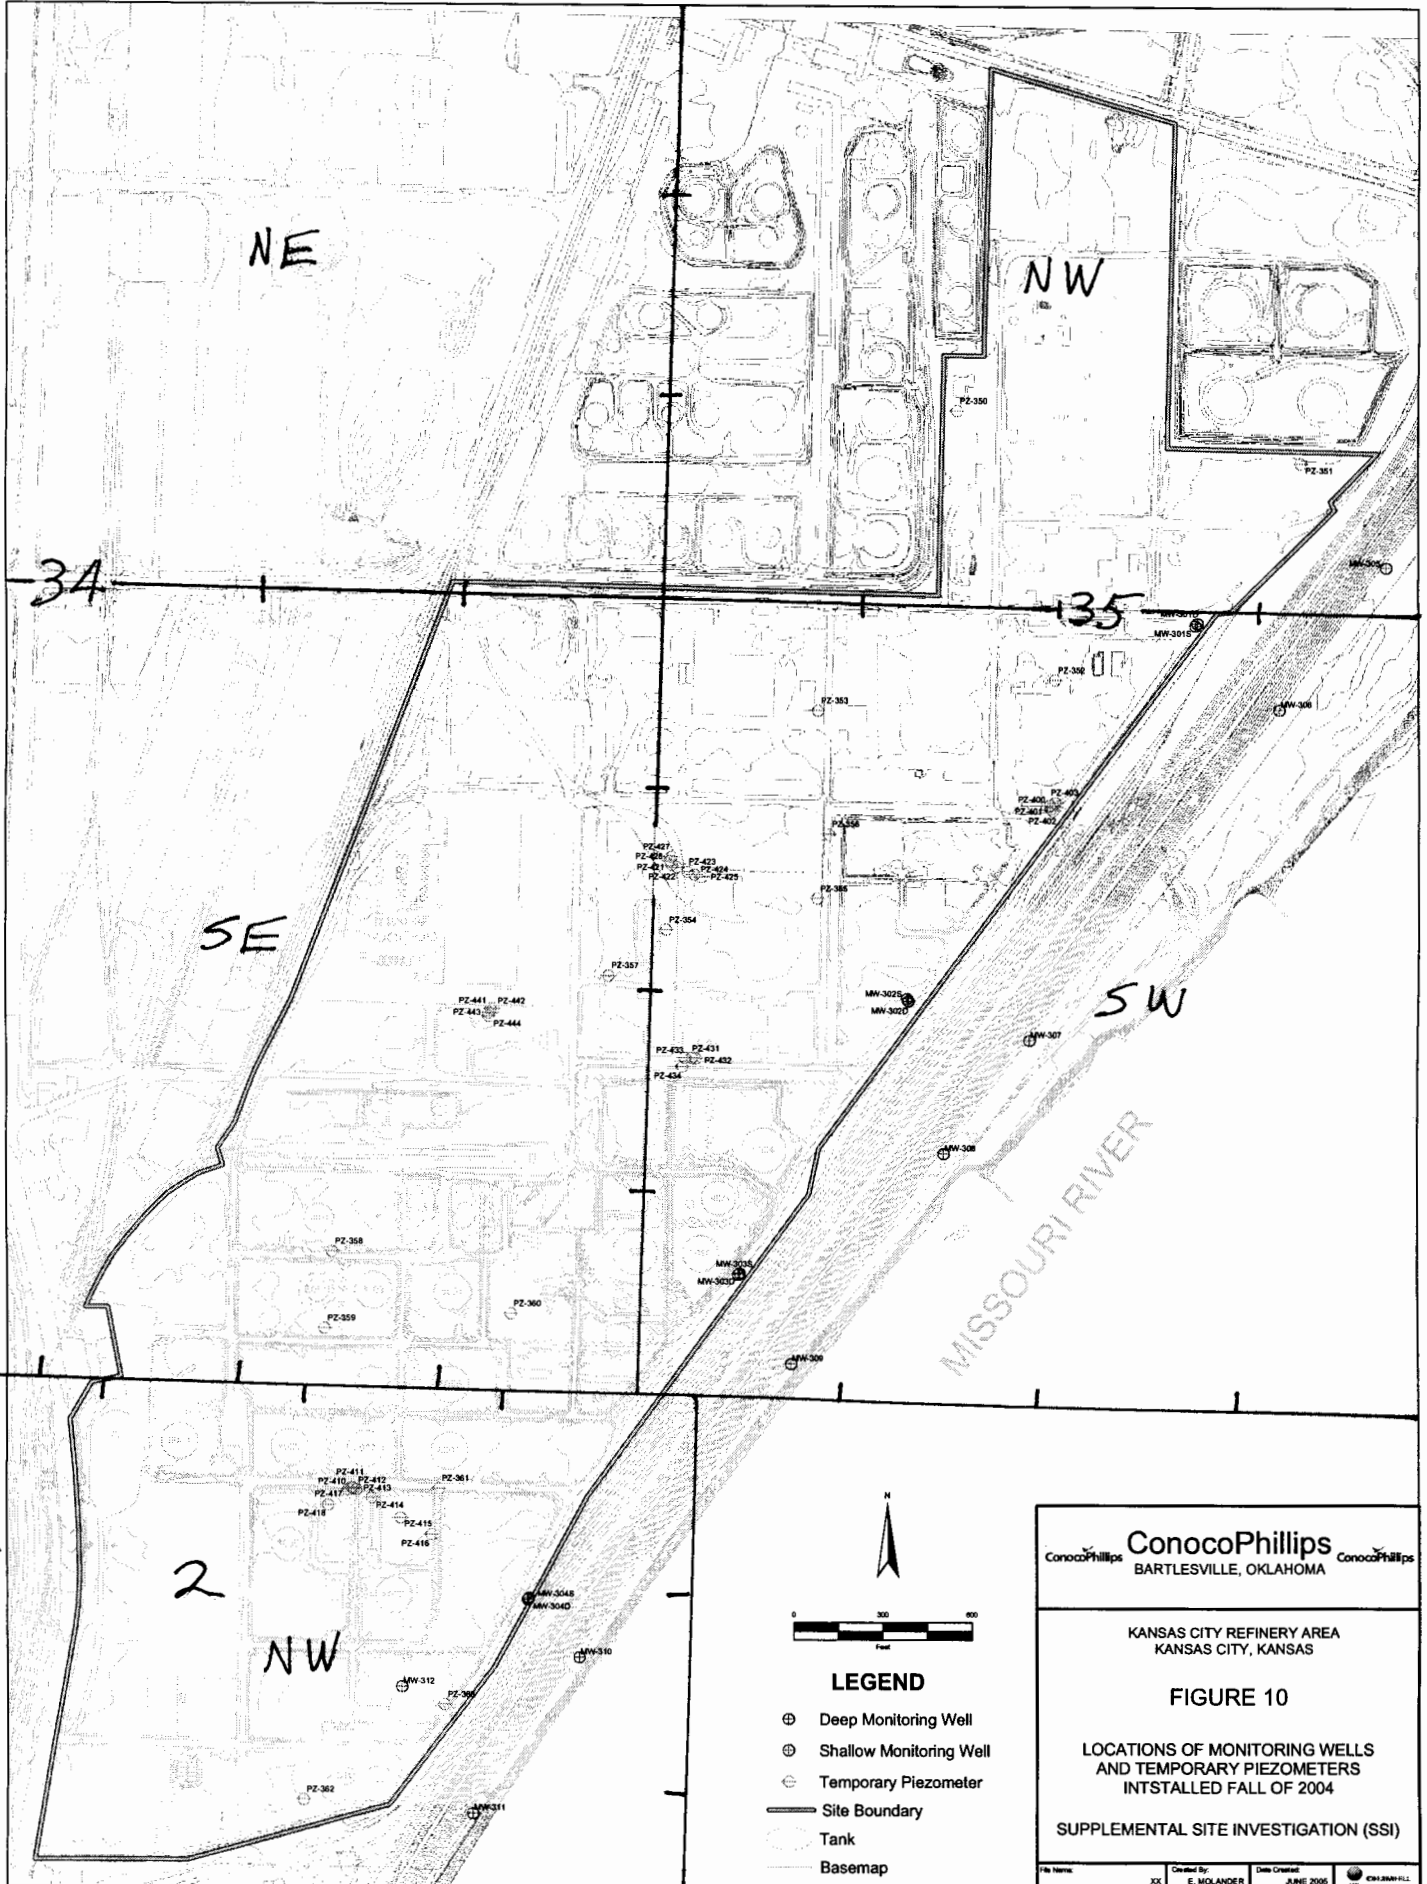 NE
NW
PZ-350
PZ-351
34
35
MW-305
MW-301S
PZ-352
PZ-353
MW-306
PZ-403
PZ-400
PZ-401
PZ-402
PZ-427
PZ-421
PZ-422
PZ-423
PZ-424
PZ-425
SE
PZ-354
PZ-357
PZ-441
PZ-442
PZ-443
PZ-444
MW-302S
MW-302D
SW
MW-307
PZ-433
PZ-431
PZ-432
PZ-434
MW-308
MISSOURI RIVER
PZ-358
MW-303S
MW-303D
PZ-359
PZ-360
MW-309
PZ-411
PZ-410
PZ-412
PZ-417
PZ-413
PZ-361
PZ-418
PZ-414
PZ-415
PZ-416
2
NW
MW-304S
MW-304D
MW-310
MW-312
PZ-362
MW-311
N
0 300 600
Feet
LEGEND
Deep Monitoring Well
Shallow Monitoring Well
Temporary Piezometer
Site Boundary
Tank
Basemap
ConocoPhillips
ConocoPhillips
ConocoPhillips
BARTLESVILLE, OKLAHOMA
KANSAS CITY REFINERY AREA
KANSAS CITY, KANSAS
FIGURE 10
LOCATIONS OF MONITORING WELLS
AND TEMPORARY PIEZOMETERS
INTSTALLED FALL OF 2004
SUPPLEMENTAL SITE INVESTIGATION (SSI)
File Name:
XX
Created By:
E. MOLANDER
Date Created:
JUNE 2005
CH2MHILL